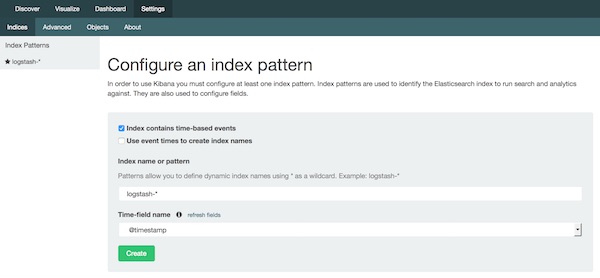 Discover Visualize Dashboard Settings
Indices Advanced Objects About
Index Patterns
logstash-*
Configure an index pattern
In order to use Kibana you must configure at least one index pattern. Index patterns are used to identify the Elasticsearch index to run search and analytics
against. They are also used to configure fields.
Index contains time-based events
Use event times to create index names
Index name or pattern
Patterns allow you to define dynamic index names using * as a wildcard. Example: logstash-*
logstash-*
Time-field name refresh fields
@timestamp
Create